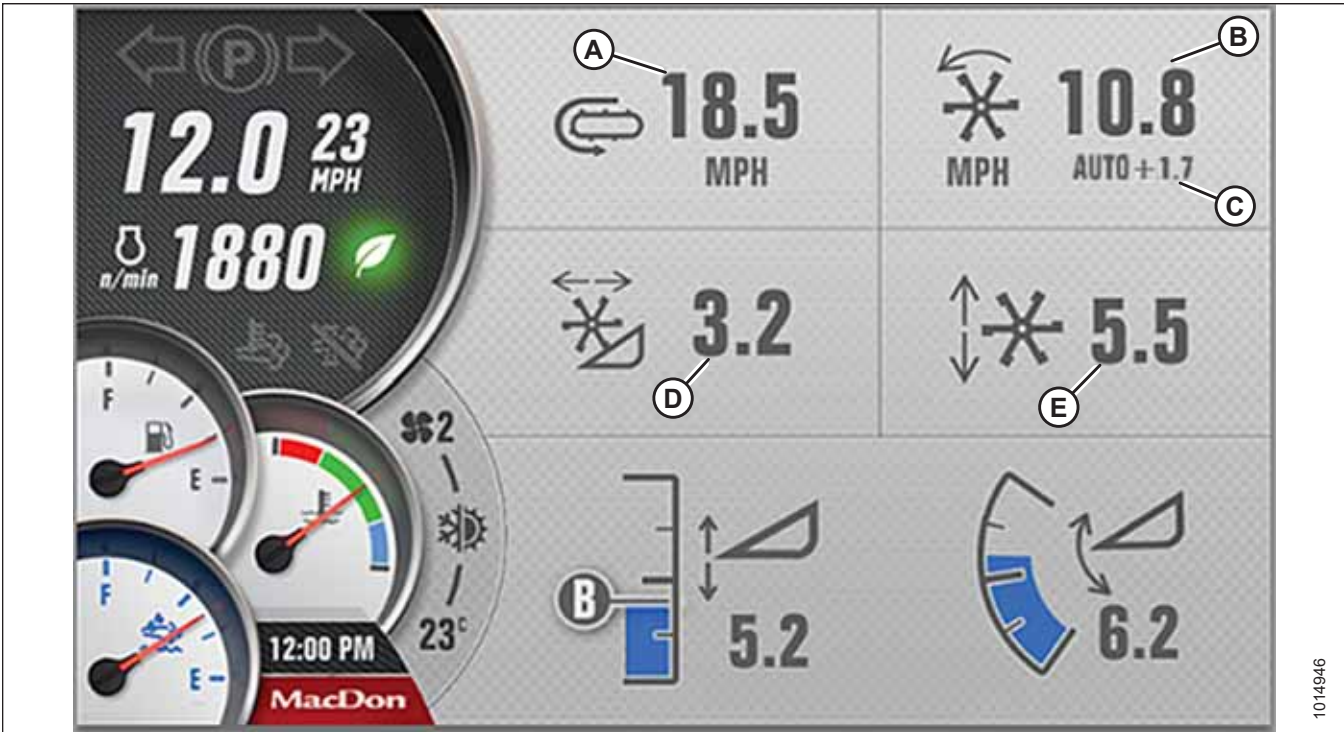 P
12.0 23
MPH
n/min 1880
F
E
F
E
2
23°C
12:00 PM
MacDon
A
18.5
MPH
B
10.8
MPH AUTO+1.7
C
3.2
D
5.5
E
B
5.2
6.2
1014946